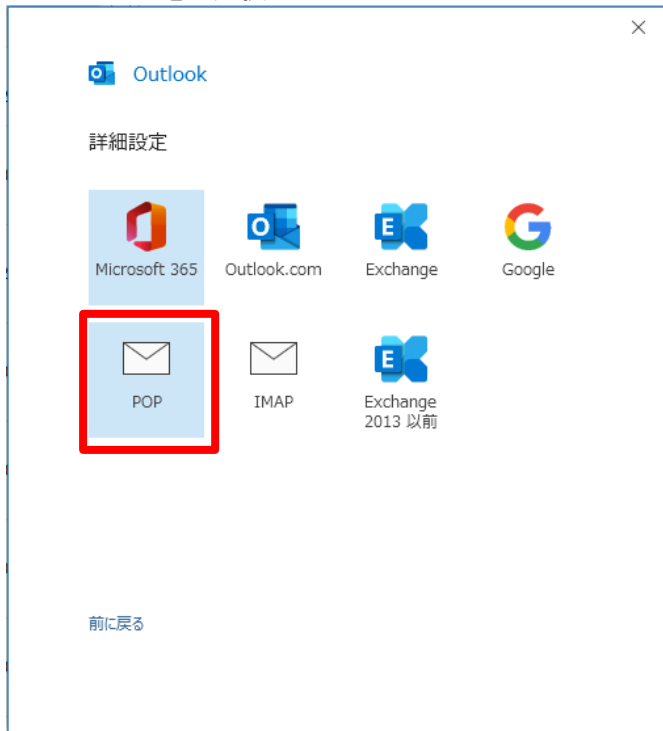 Outlook
詳細設定
Microsoft 365
Outlook.com
Exchange
Google
POP
IMAP
Exchange
2013 以前
前に戻る